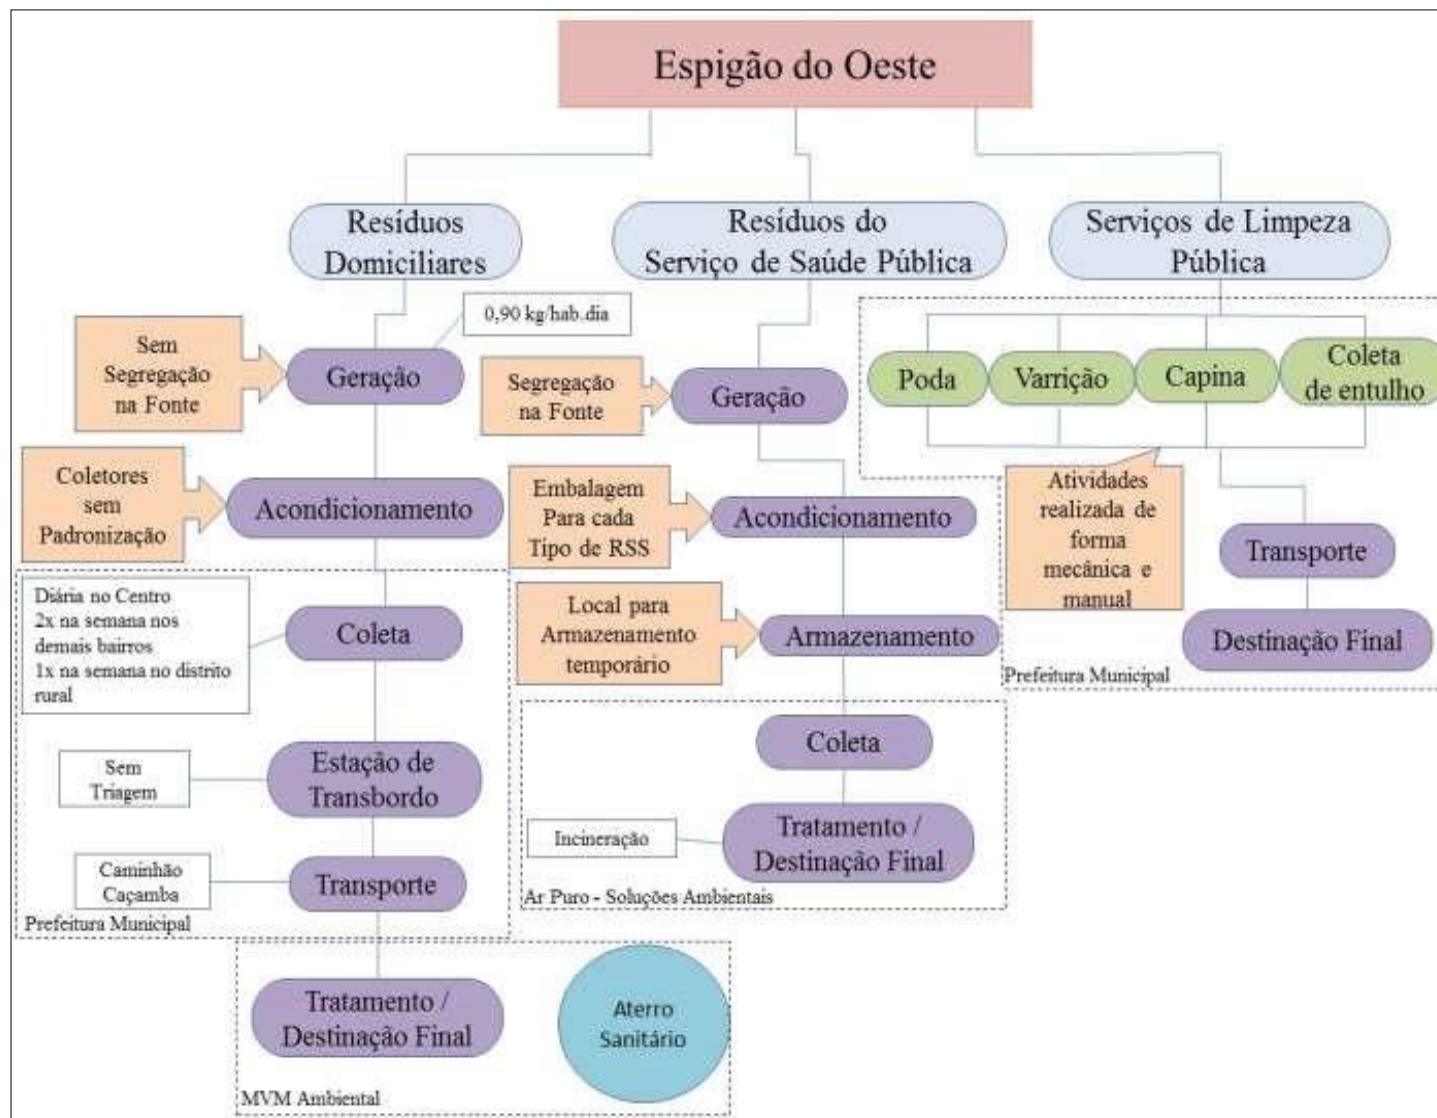 Espigão do Oeste
Resíduos
Domiciliares
Resíduos do
Serviço de Saúde Pública
Serviços de Limpeza
Pública
0,90 kg/hab.dia
Sem
Segregação
na Fonte
Geração
Coletores
sem
Padronização
Acondicionamento
Diária no Centro
2x na semana nos
demais bairros
1x na semana no distrito
rural
Coleta
Sem
Triagem
Estação de
Transbordo
Caminhão
Caçamba
Transporte
Prefeitura Municipal
Tratamento /
Destinação Final
Aterro
Sanitário
MVM Ambiental
Segregação
na Fonte
Geração
Embalagem
Para cada
Tipo de RSS
Acondicionamento
Local para
Armazenamento
temporário
Armazenamento
Coleta
Incineração
Tratamento /
Destinação Final
Ar Puro - Soluções Ambientais
Poda
Varrição
Capina
Coleta
de entulho
Atividades
realizada de
forma
mecânica e
manual
Transporte
Destinação Final
Prefeitura Municipal